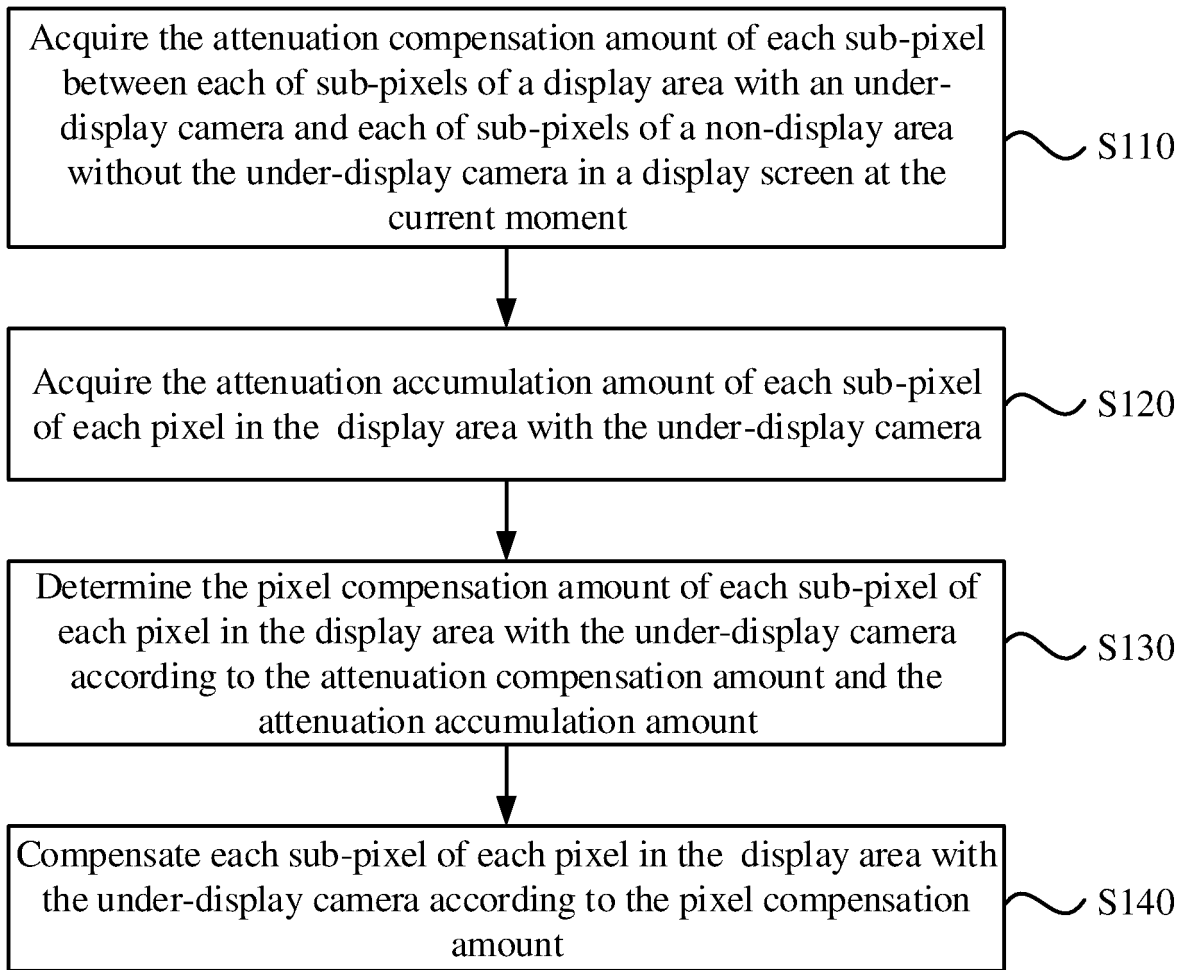 Acquire the attenuation compensation amount of each sub-pixel
between each of sub-pixels of a display area with an under-
display camera and each of sub-pixels of a non-display area
without the under-display camera in a display screen at the
current moment
S110
Acquire the attenuation accumulation amount of each sub-pixel
of each pixel in the display area with the under-display camera
S120
Determine the pixel compensation amount of each sub-pixel of
each pixel in the display area with the under-display camera
according to the attenuation compensation amount and the
attenuation accumulation amount
S130
Compensate each sub-pixel of each pixel in the display area with
the under-display camera according to the pixel compensation
amount
S140